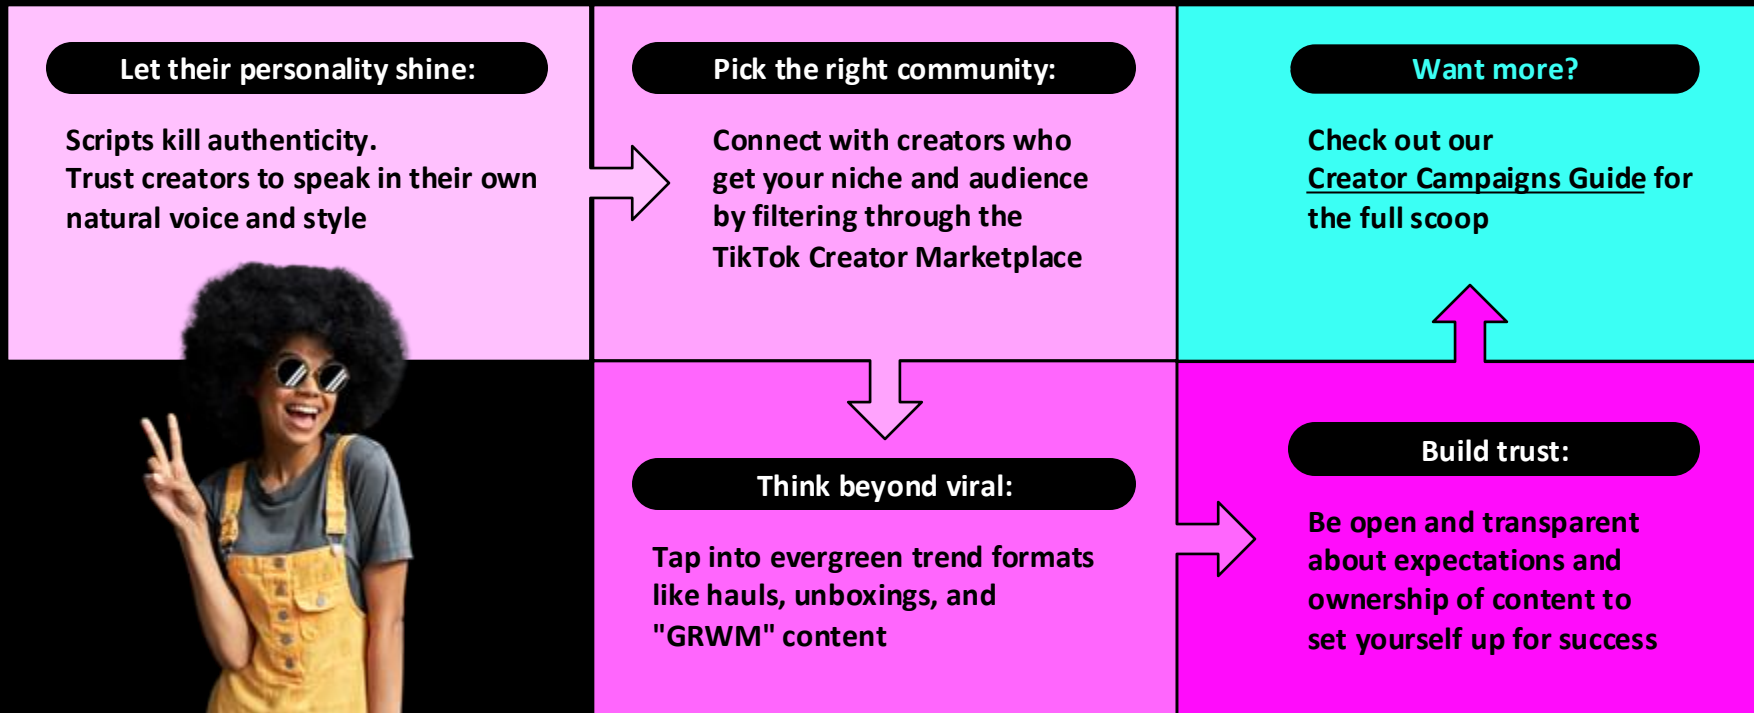 Let their personality shine:
Scripts kill authenticity.
Trust creators to speak in their own
natural voice and style
Pick the right community:
Connect with creators who
get your niche and audience
by filtering through the
TikTok Creator Marketplace
Think beyond viral:
Tap into evergreen trend formats
like hauls, unboxings, and
"GRWM" content
Build trust:
Be open and transparent
about expectations and
ownership of content to
set yourself up for success
Want more?
Check out our
Creator Campaigns Guide for
the full scoop